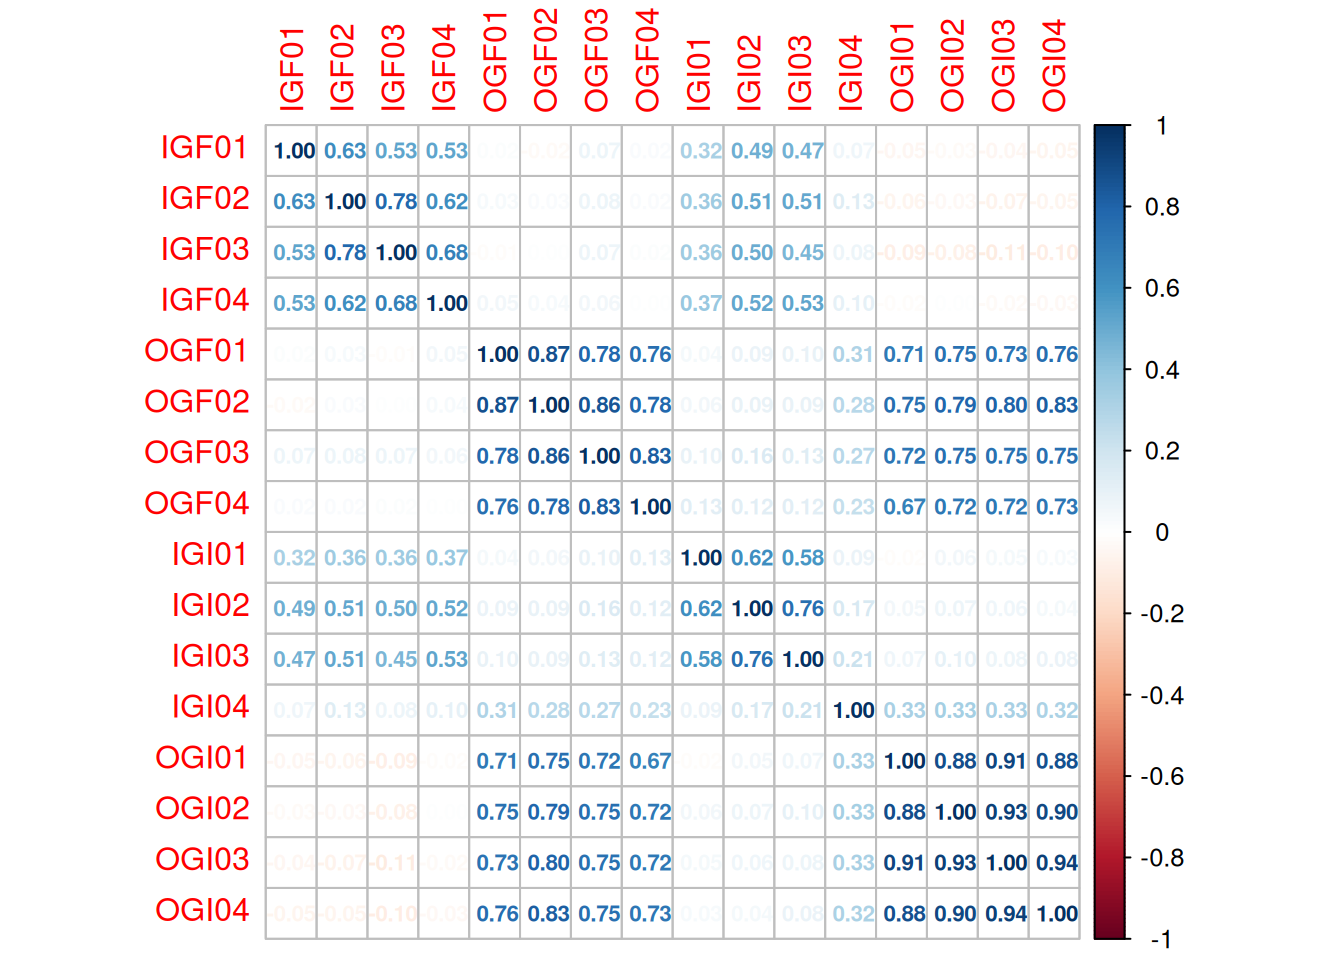 IGF01 IGF02 IGF03 IGF04 OGF01 OGF02 OGF03 OGF04 IGI01 IGI02 IGI03 IGI04 OGI01 OGI02 OGI03 OGI04
IGF01 1.00 0.63 0.53 0.53 0.07 0.02 0.32 0.49 0.47 0.07 -0.05 -0.03 -0.04 -0.05
IGF02 0.63 1.00 0.78 0.62 0.03 0.03 0.08 0.02 0.36 0.51 0.51 0.13 -0.06 -0.03 -0.07 -0.05
IGF03 0.53 0.78 1.00 0.68 0.07 0.36 0.50 0.45 0.08 -0.09 -0.08 -0.11 -0.10
IGF04 0.53 0.62 0.68 1.00 0.05 0.04 0.06 0.37 0.52 0.53 0.10 -0.02 -0.03
OGF01 0.03 0.05 1.00 0.87 0.78 0.76 0.04 0.09 0.10 0.31 0.71 0.75 0.73 0.76
OGF02 -0.02 0.03 0.04 0.87 1.00 0.86 0.78 0.06 0.09 0.09 0.28 0.75 0.79 0.80 0.83
OGF03 0.07 0.08 0.07 0.06 0.78 0.86 1.00 0.83 0.10 0.16 0.13 0.27 0.72 0.75 0.75 0.75
OGF04 0.02 0.02 0.76 0.78 0.83 1.00 0.13 0.12 0.12 0.23 0.67 0.72 0.72 0.73
IGI01 0.32 0.36 0.36 0.37 0.04 0.06 0.10 0.13 1.00 0.62 0.58 0.09 0.06 0.05 0.03
IGI02 0.49 0.51 0.50 0.52 0.09 0.09 0.16 0.12 0.62 1.00 0.76 0.17 0.05 0.07 0.06 0.04
IGI03 0.47 0.51 0.45 0.53 0.10 0.09 0.13 0.12 0.58 0.76 1.00 0.21 0.07 0.10 0.08 0.08
IGI04 0.07 0.13 0.08 0.10 0.31 0.28 0.27 0.23 0.09 0.17 0.21 1.00 0.33 0.33 0.33 0.32
OGI01 -0.05 -0.06 -0.09 -0.02 0.71 0.75 0.72 0.67 0.05 0.07 0.33 1.00 0.88 0.91 0.88
OGI02 -0.03 -0.03 -0.08 0.75 0.79 0.75 0.72 0.06 0.07 0.10 0.33 0.88 1.00 0.93 0.90
OGI03 -0.04 -0.07 -0.11 -0.02 0.73 0.80 0.75 0.72 0.05 0.06 0.08 0.33 0.91 0.93 1.00 0.94
OGI04 -0.05 -0.05 -0.10 -0.03 0.76 0.83 0.75 0.73 0.03 0.04 0.08 0.32 0.88 0.90 0.94 1.00
1
0.8
0.6
0.4
0.2
0
-0.2
-0.4
-0.6
-0.8
-1